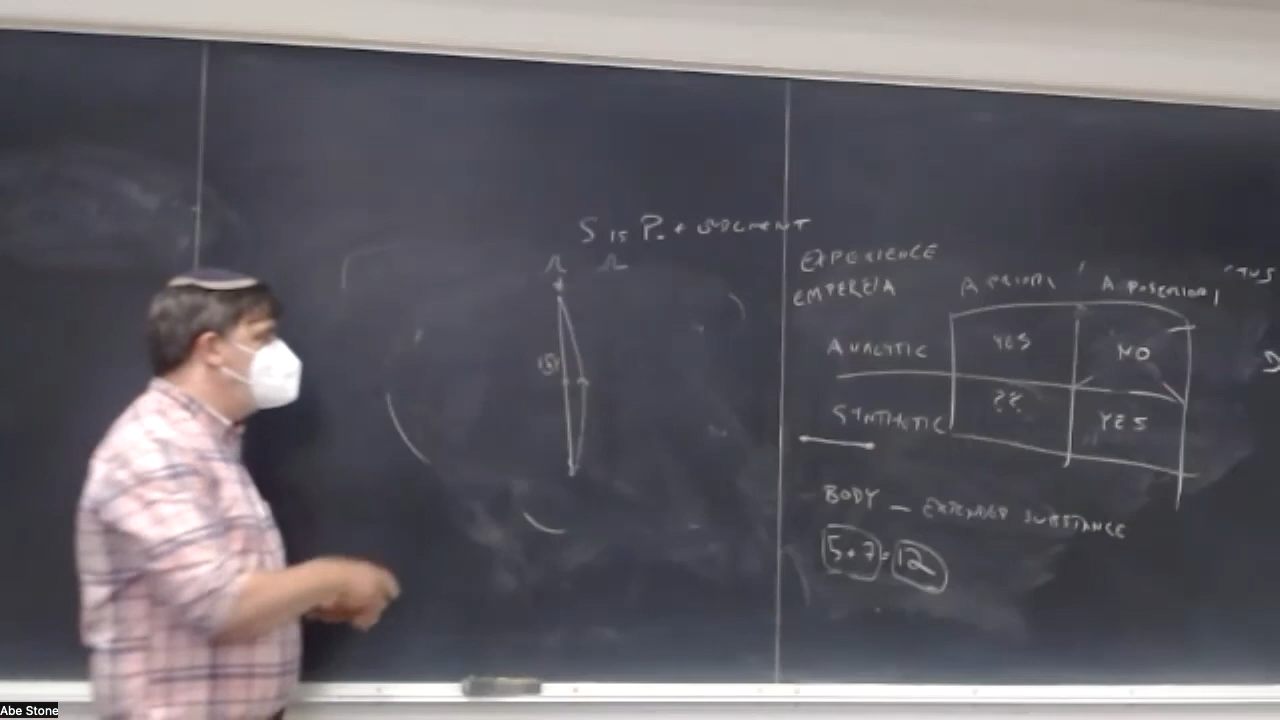 S IS P. JUDGMENT
EXPERIENCE
EMPEREIA
A PRIORI A POSTERIORI
ANALYTIC YES NO
SYNTHETIC ?? YES
BODY — EXTENDED SUBSTANCE
5+7=12
Abe Stone